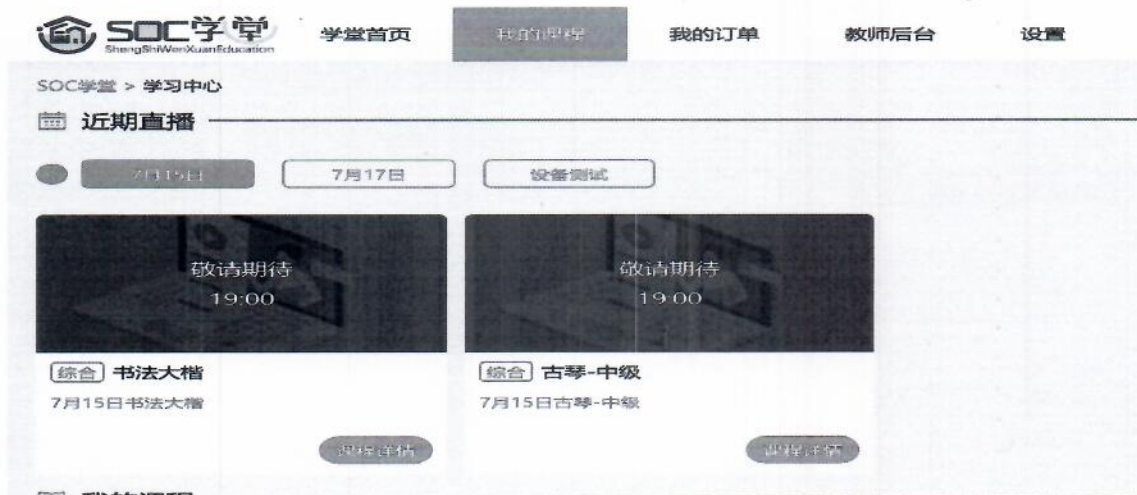 SOC学堂
ShengShiWenXuanEducation
学堂首页 我的课程 我的订单 教师后台 设置
SOC学堂 > 学习中心
近期直播
7月15日 7月17日 设备测试
敬请期待 敬请期待
19:00 19:00
综合 书法大楷 综合 古琴-中级
7月15日书法大楷 7月15日古琴-中级
课程详情 课程详情
我的课程